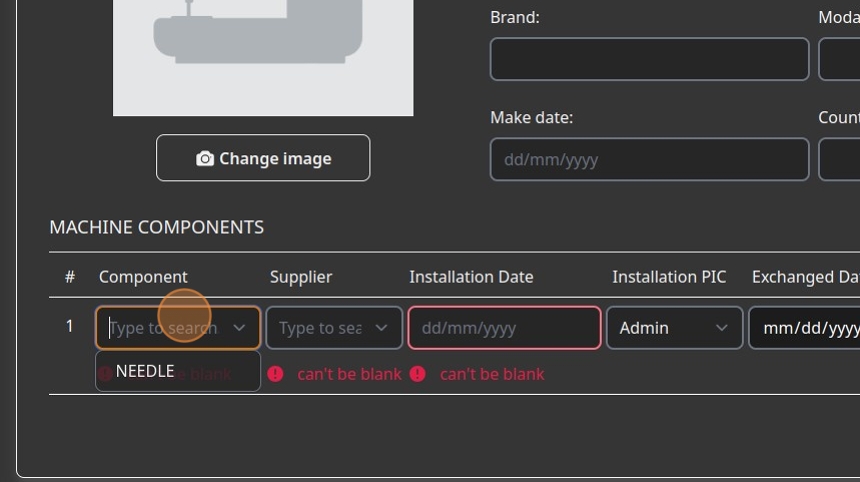 Brand:
Moda
Make date:
Count
dd/mm/yyyy
Change image
MACHINE COMPONENTS
# Component Supplier Installation Date Installation PIC Exchanged Da
1 Type to search Type to sea dd/mm/yyyy Admin mm/dd/yyyy
NEEDLE can't be blank can't be blank